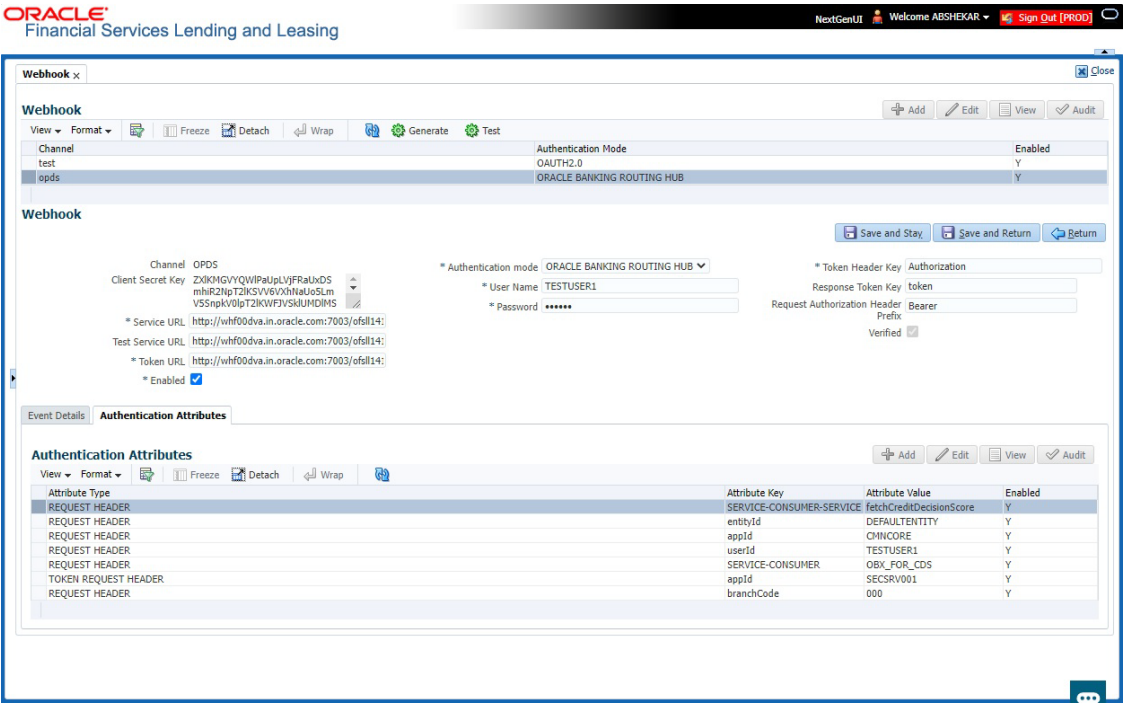 ORACLE
Financial Services Lending and Leasing
NextGenUI Welcome ABSHEKAR Sign Out [PROD]
Webhook x
Close
Webhook
Add Edit View Audit
View Format Freeze Detach Wrap Generate Test
Channel Authentication Mode Enabled
test OAUTH2.0 Y
opds ORACLE BANKING ROUTING HUB Y
Webhook
Save and Stay Save and Return Return
Channel OPDS
Client Secret Key ZXlKMGVYQWlPaUpLVjFRaUxDS
mhiR2NpT2lKSVV6VXhNaUo5Lm
V5SnpkV0lpT2lKWFJVSklUMDlMS
* Service URL http://whf00dva.in.oracle.com:7003/ofsll14:
Test Service URL http://whf00dva.in.oracle.com:7003/ofsll14:
* Token URL http://whf00dva.in.oracle.com:7003/ofsll14:
* Enabled
* Authentication mode ORACLE BANKING ROUTING HUB
* User Name TESTUSER1
* Password ••••••
* Token Header Key Authorization
Response Token Key token
Request Authorization Header Prefix Bearer
Verified
Event Details Authentication Attributes
Authentication Attributes
Add Edit View Audit
View Format Freeze Detach Wrap
Attribute Type Attribute Key Attribute Value Enabled
REQUEST HEADER SERVICE-CONSUMER-SERVICE fetchCreditDecisionScore Y
REQUEST HEADER entityId DEFAULTENTITY Y
REQUEST HEADER appId CMNCORE Y
REQUEST HEADER userId TESTUSER1 Y
REQUEST HEADER SERVICE-CONSUMER OBX_FOR_CDS Y
TOKEN REQUEST HEADER appId SECSRV001 Y
REQUEST HEADER branchCode 000 Y